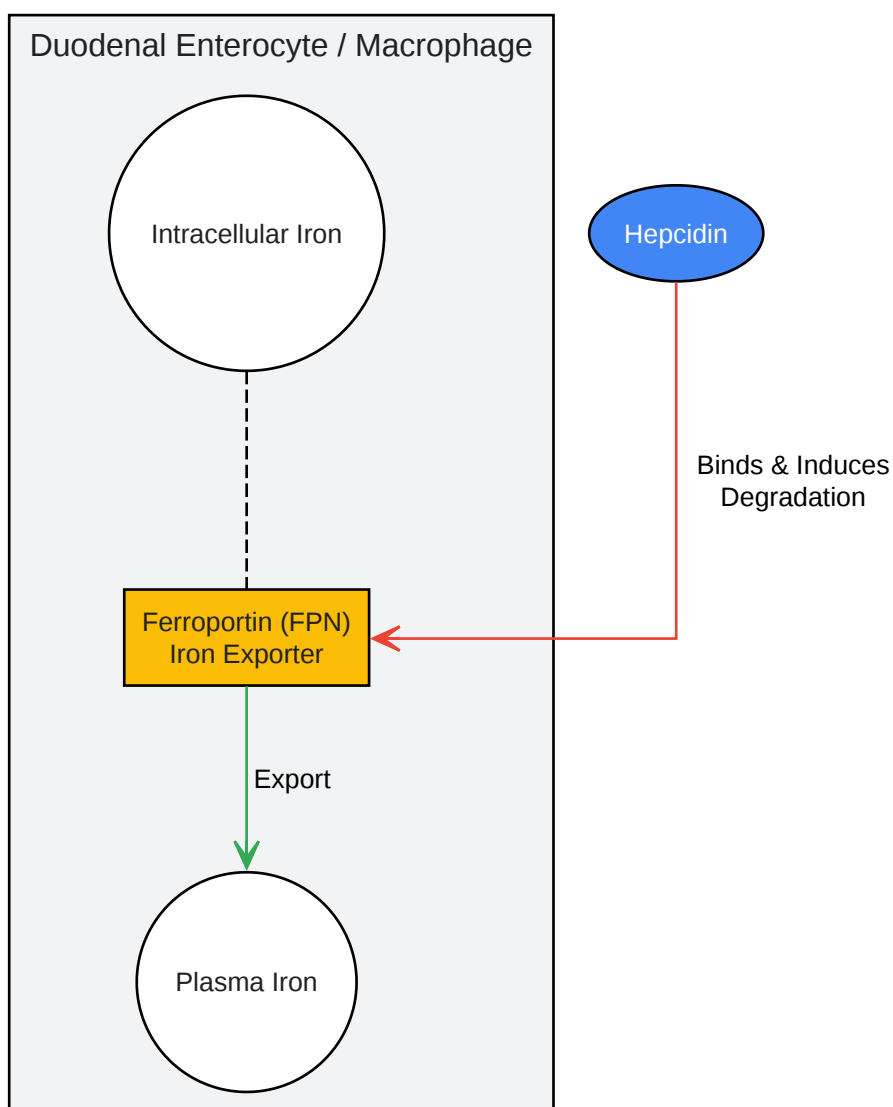 Duodenal Enterocyte / Macrophage
Intracellular Iron
Hepcidin
Binds & Induces
Degradation
Ferroportin (FPN)
Iron Exporter
Export
Plasma Iron